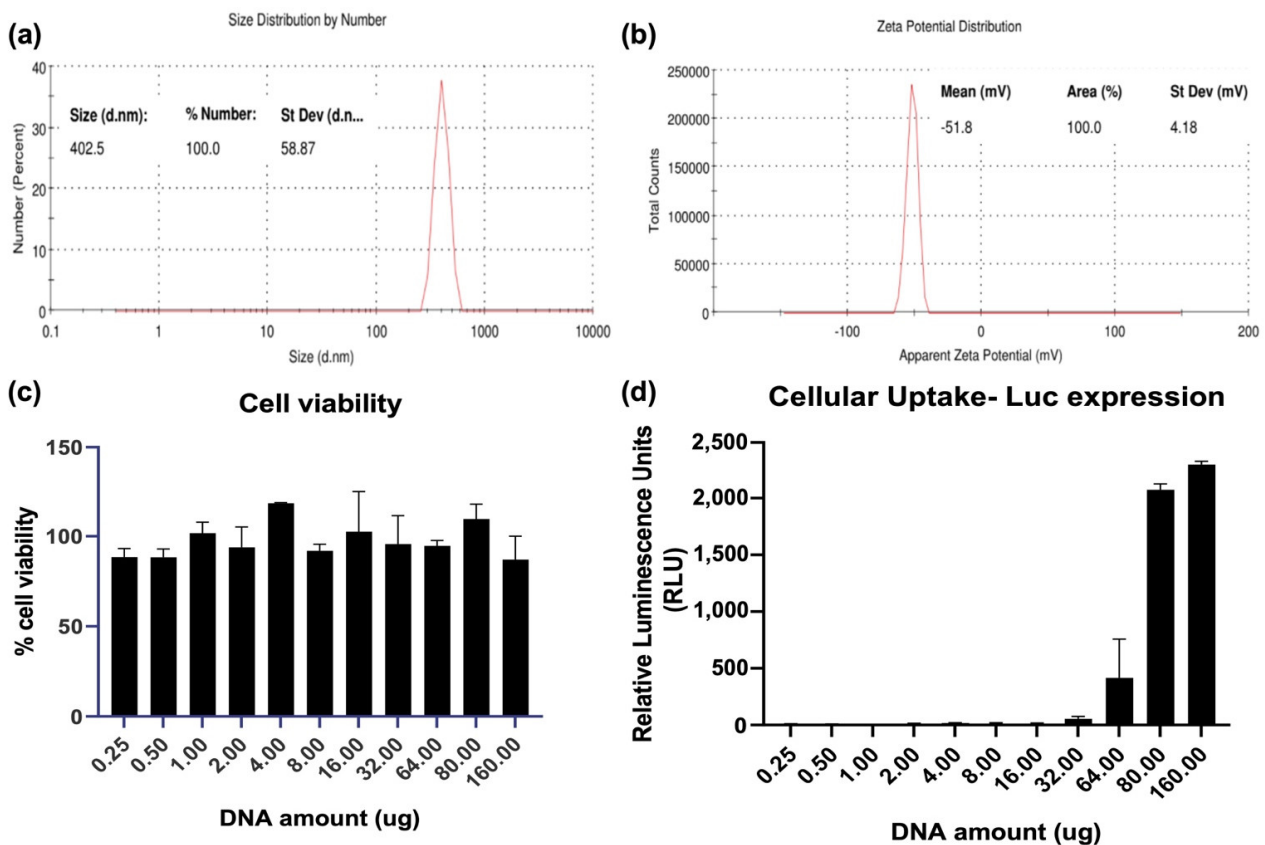 (a)
Size Distribution by Number
Number (Percent)
40
30
20
10
0
Size (d.nm): % Number: St Dev (d.n...
402.5 100.0 58.87
0.1 1 10 100 1000 10000
Size (d.nm)
(b)
Zeta Potential Distribution
Total Counts
250000
200000
150000
100000
50000
0
Mean (mV) Area (%) St Dev (mV)
-51.8 100.0 4.18
-100 0 100 200
Apparent Zeta Potential (mV)
(c)
Cell viability
% cell viability
150
100
50
0
0.25 0.50 1.00 2.00 4.00 8.00 16.00 32.00 64.00 80.00 160.00
DNA amount (ug)
(d)
Cellular Uptake- Luc expression
Relative Luminescence Units
(RLU)
2,500
2,000
1,500
1,000
500
0
0.25 0.50 1.00 2.00 4.00 8.00 16.00 32.00 64.00 80.00 160.00
DNA amount (ug)